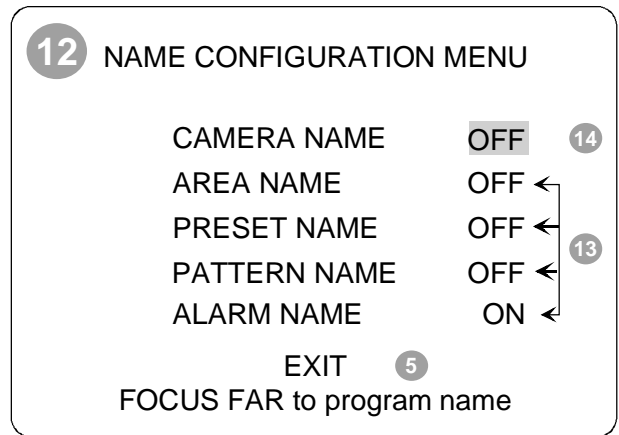 12 NAME CONFIGURATION MENU
CAMERA NAME OFF 14
AREA NAME OFF
PRESET NAME OFF
13
PATTERN NAME OFF
ALARM NAME ON
EXIT 5
FOCUS FAR to program name